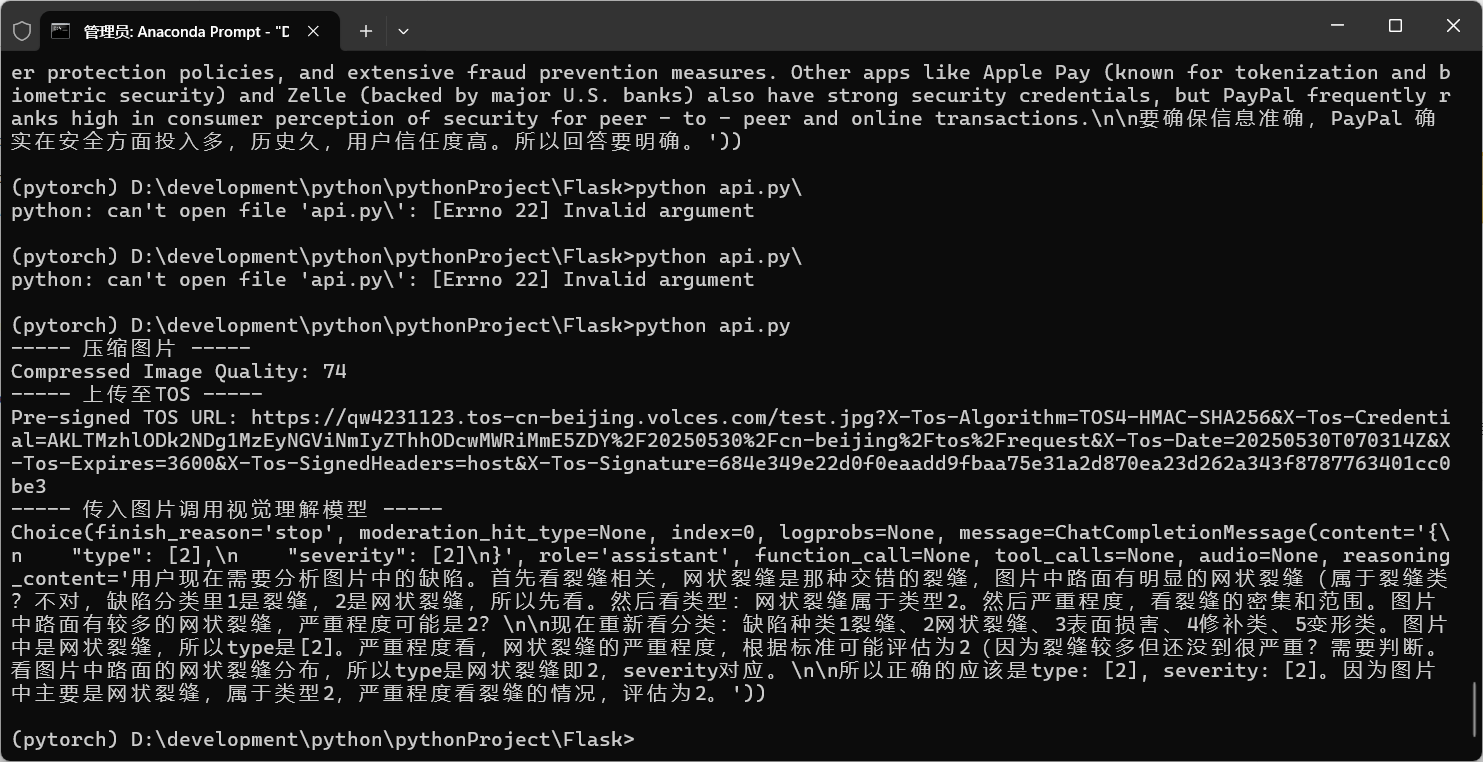 管理员: Anaconda Prompt - "D
er protection policies, and extensive fraud prevention measures. Other apps like Apple Pay (known for tokenization and b
iometric security) and Zelle (backed by major U.S. banks) also have strong security credentials, but PayPal frequently r
anks high in consumer perception of security for peer - to - peer and online transactions.\n\n要确保信息准确，PayPal 确
实在安全方面投入多，历史久，用户信任度高。所以回答要明确。'))
(pytorch) D:\development\python\pythonProject\Flask>python api.py\
python: can't open file 'api.py\': [Errno 22] Invalid argument
(pytorch) D:\development\python\pythonProject\Flask>python api.py\
python: can't open file 'api.py\': [Errno 22] Invalid argument
(pytorch) D:\development\python\pythonProject\Flask>python api.py
----- 压缩图片 -----
Compressed Image Quality: 74
----- 上传至TOS -----
Pre-signed TOS URL: https://qw4231123.tos-cn-beijing.volces.com/test.jpg?X-Tos-Algorithm=TOS4-HMAC-SHA256&X-Tos-Credenti
al=AKLTMzhlODk2NDg1MzEyNGViNmIyZThhODcwMWRiMmE5ZDY%2F20250530%2Fcn-beijing%2Ftos%2Frequest&X-Tos-Date=20250530T070314Z&X
-Tos-Expires=3600&X-Tos-SignedHeaders=host&X-Tos-Signature=684e349e22d0f0eaadd9fbaa75e31a2d870ea23d262a343f8787763401cc0
be3
----- 传入图片调用视觉理解模型 -----
Choice(finish_reason='stop', moderation_hit_type=None, index=0, logprobs=None, message=ChatCompletionMessage(content='{\
n    "type": [2],\n    "severity": [2]\n}', role='assistant', function_call=None, tool_calls=None, audio=None, reasoning
_content='用户现在需要分析图片中的缺陷。首先看裂缝相关，网状裂缝是那种交错的裂缝，图片中路面有明显的网状裂缝（属于裂缝类
？不对，缺陷分类里1是裂缝，2是网状裂缝，所以先看。然后看类型：网状裂缝属于类型2。然后严重程度，看裂缝的密集和范围。图片
中路面有较多的网状裂缝，严重程度可能是2？\n\n现在重新看分类：缺陷种类1裂缝、2网状裂缝、3表面损害、4修补类、5变形类。图片
中是网状裂缝，所以type是[2]。严重程度看，网状裂缝的严重程度，根据标准可能评估为2（因为裂缝较多但还没到很严重？需要判断。
看图片中路面的网状裂缝分布，所以type是网状裂缝即2，severity对应。\n\n所以正确的应该是type: [2], severity: [2]。因为图片
中主要是网状裂缝，属于类型2，严重程度看裂缝的情况，评估为2。'))
(pytorch) D:\development\python\pythonProject\Flask>